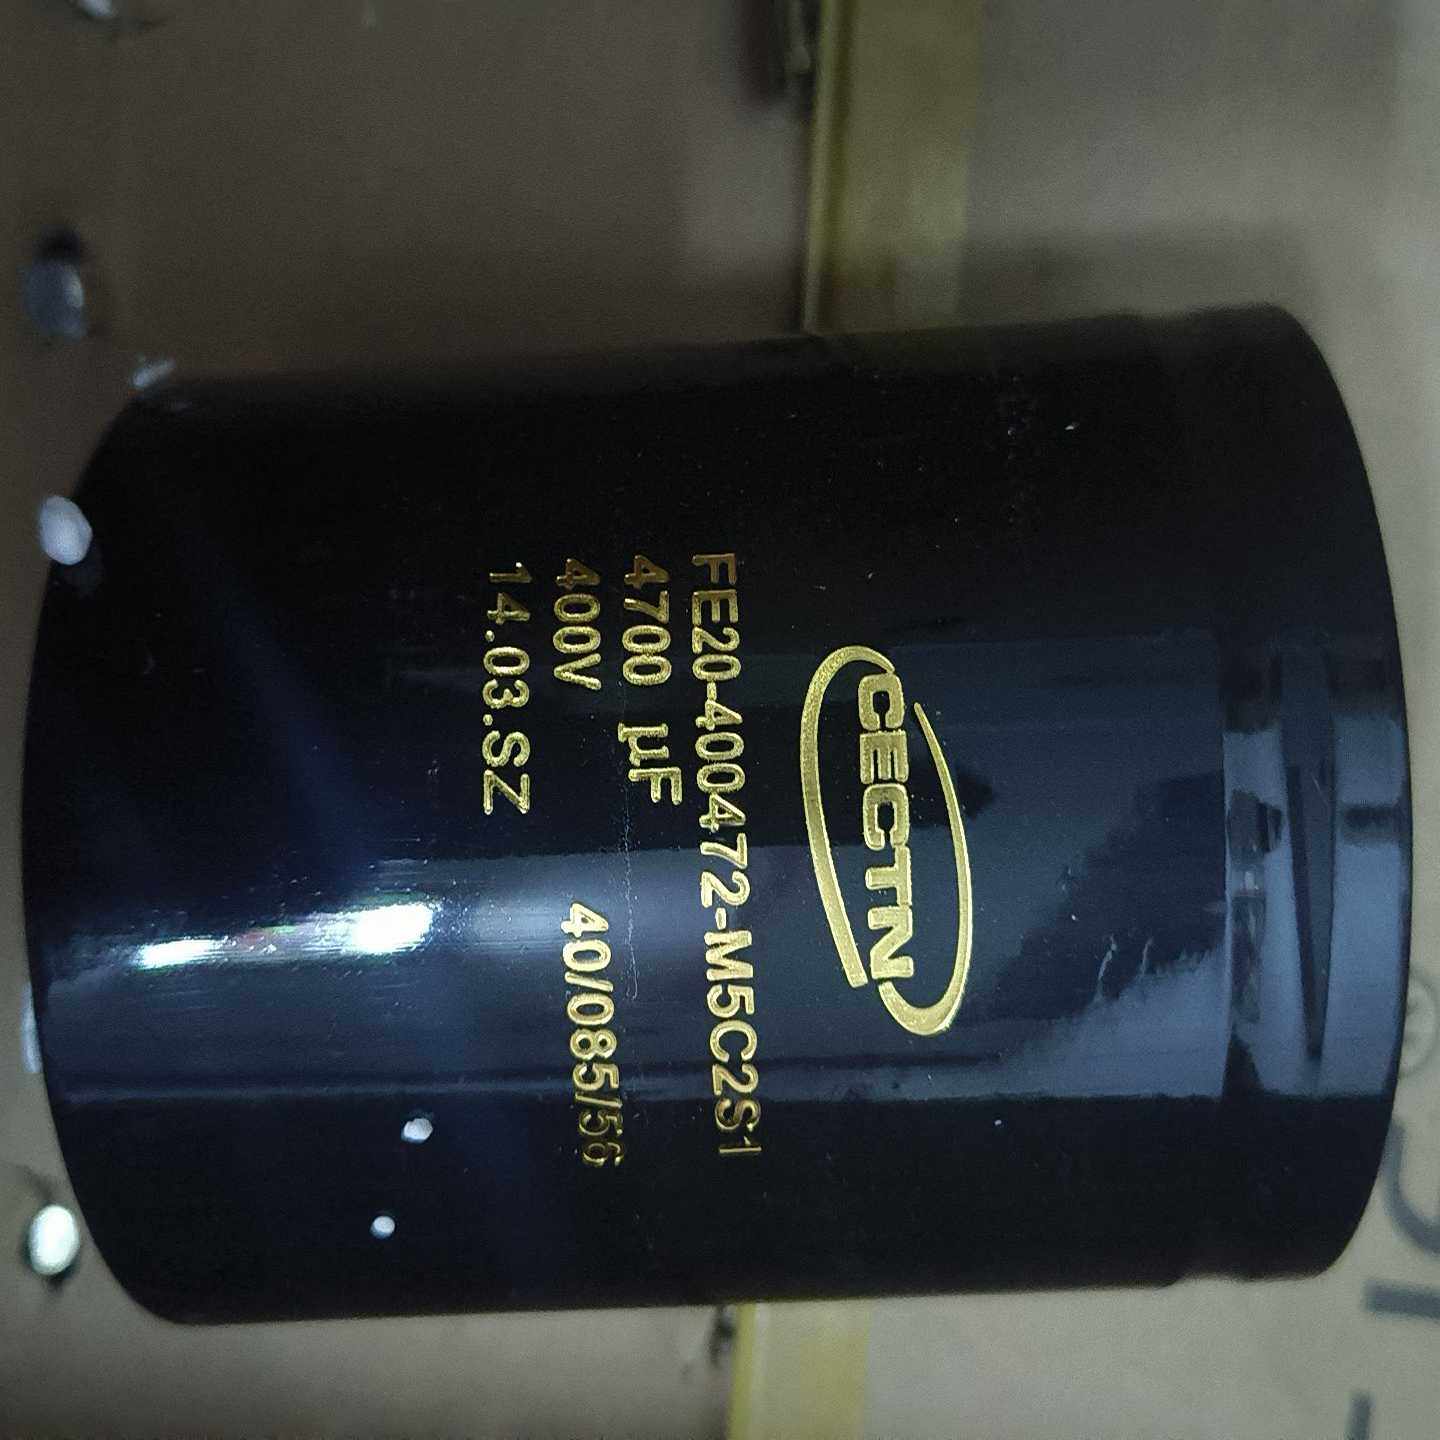 CECTN
FE20-400472-M5C2S1
4700 µF
400V 40/085/56
14.03.SZ